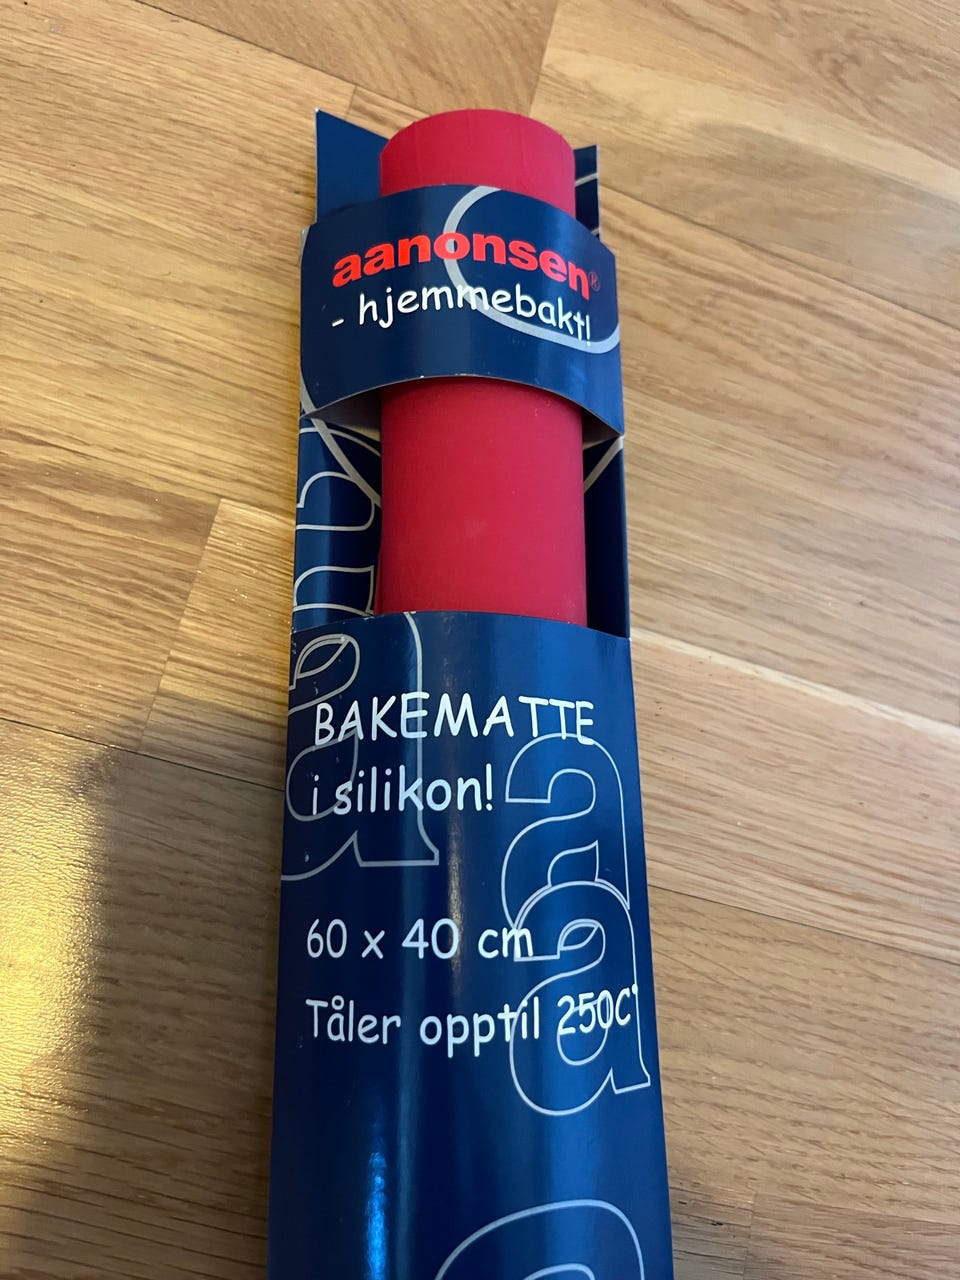 aanonsen®
- hjemmebakt!
BAKEMATTE
i silikon!
60 x 40 cm
Tåler opptil 250C°